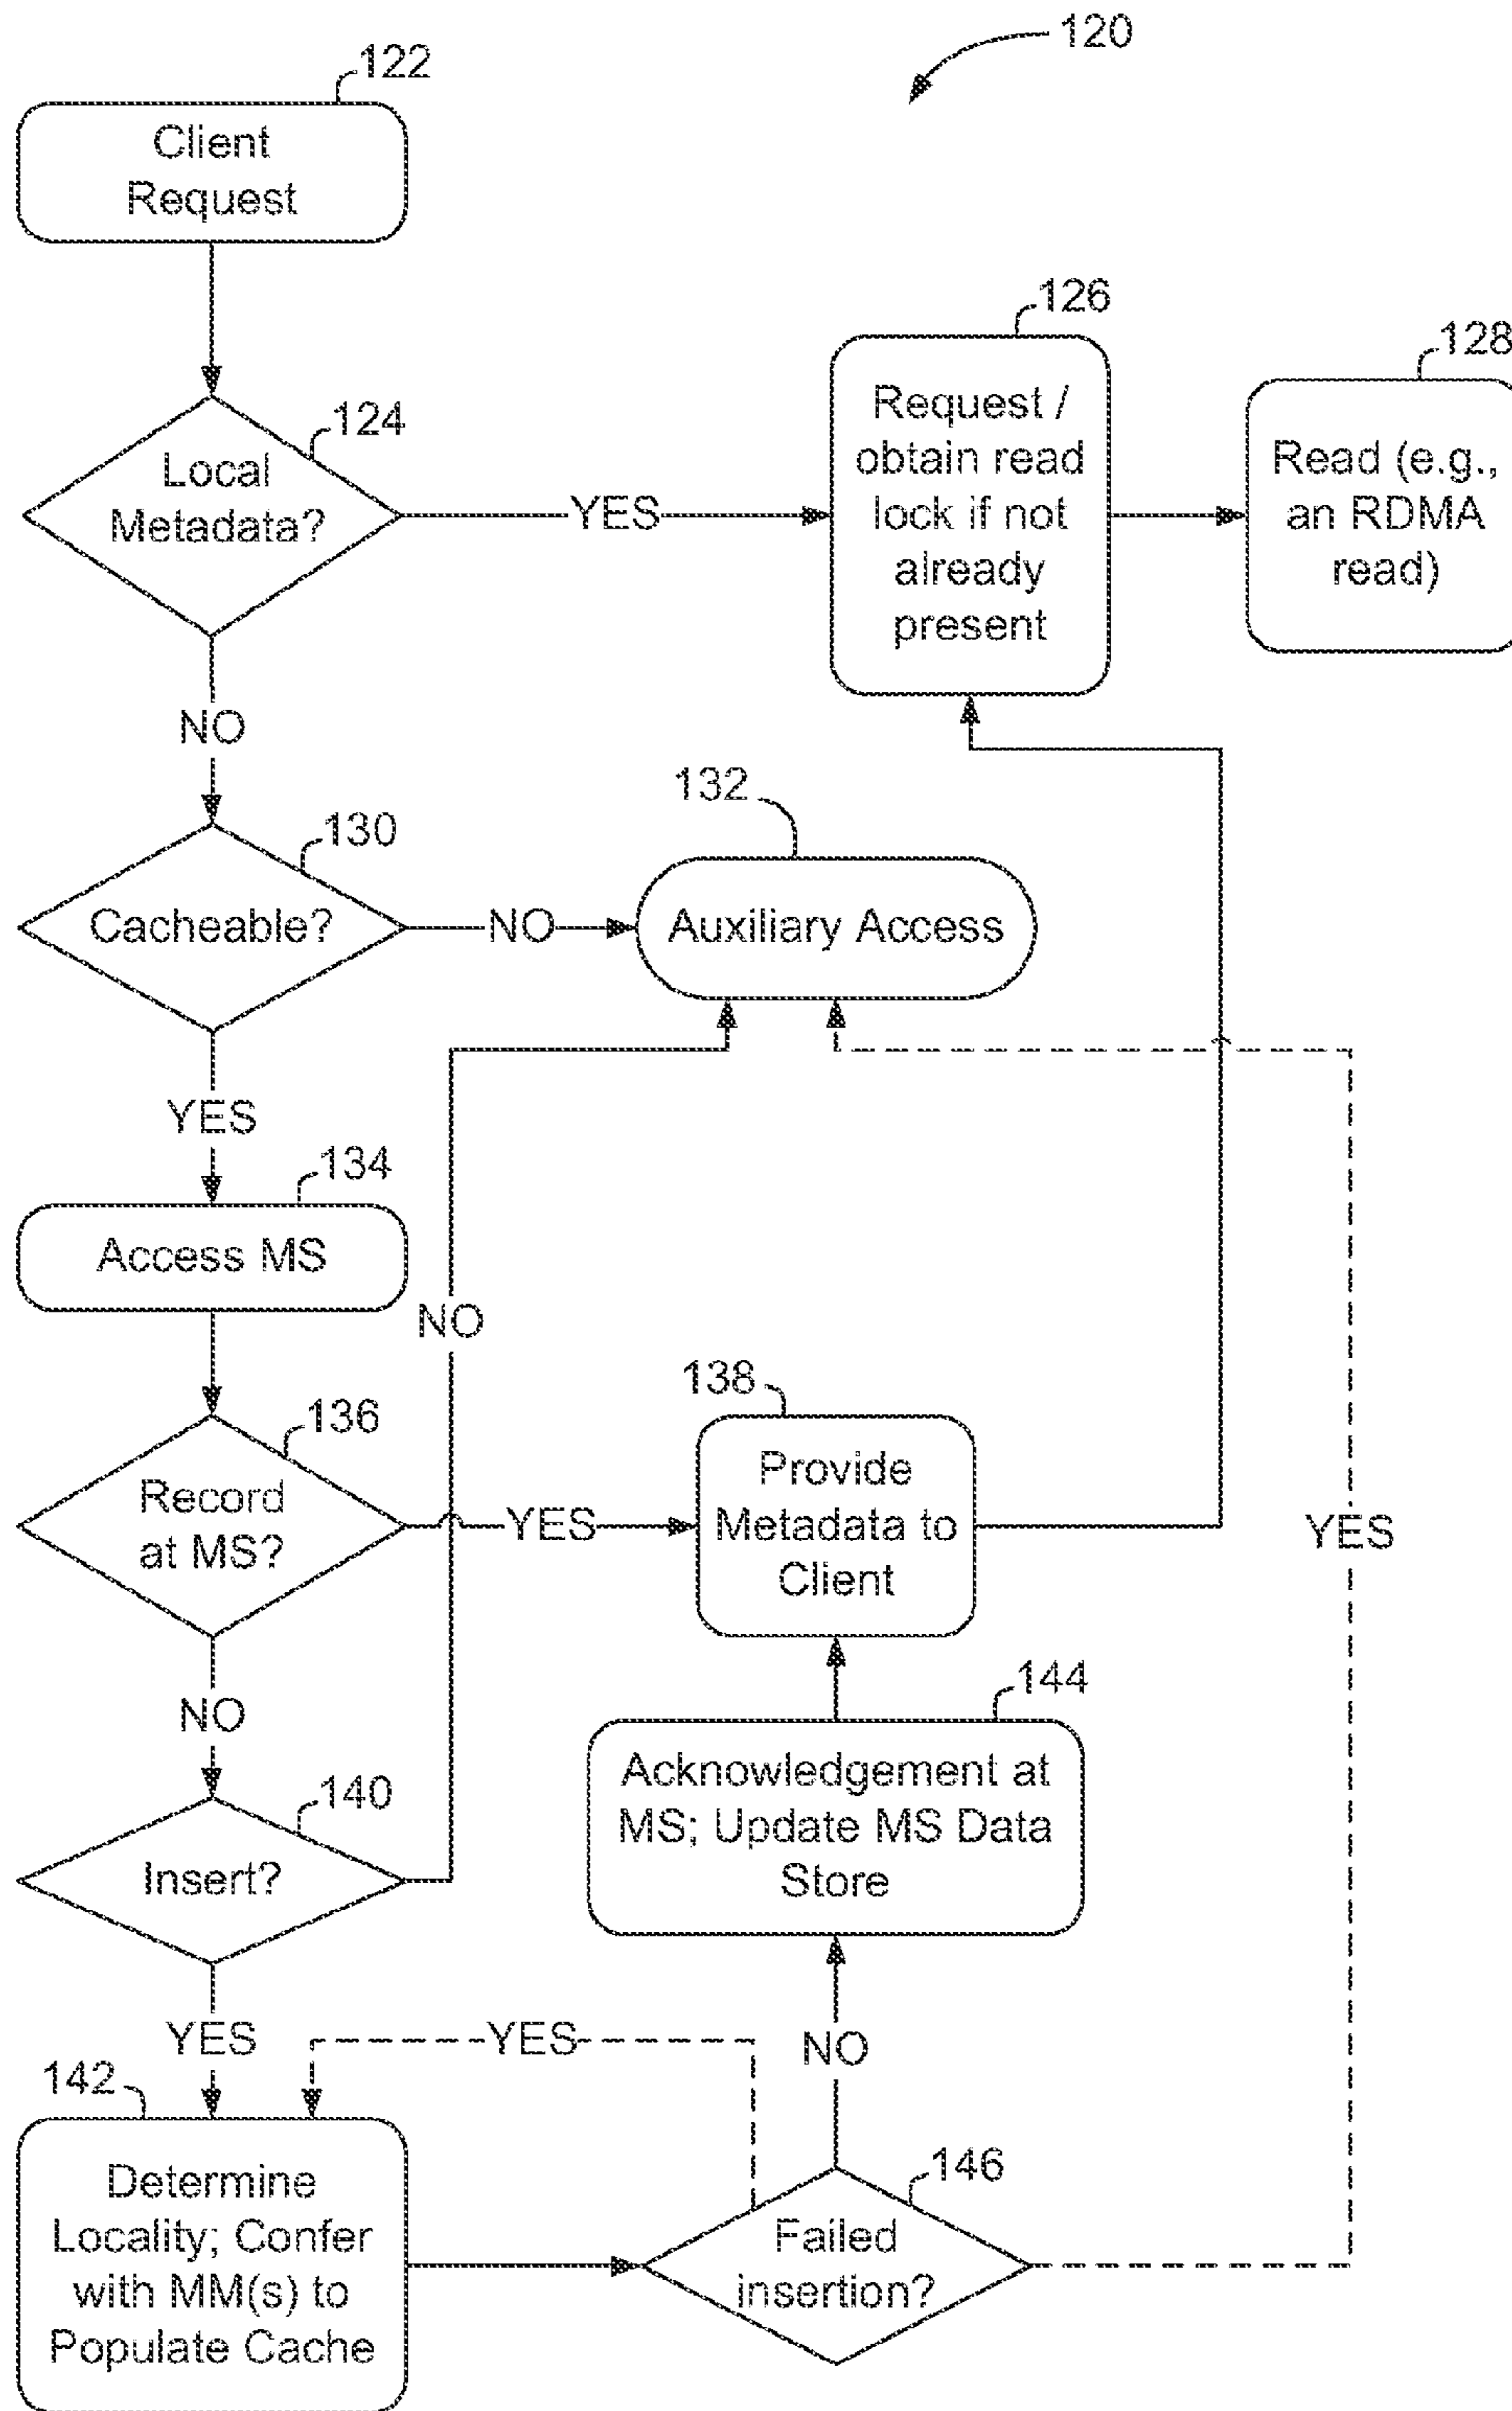 120
122
Client
Request
126
128
124
Local
Metadata?
YES
Request /
obtain read
lock if not
already
present
Read (e.g.,
an RDMA
read)
NO
130
132
Cacheable?
NO
Auxiliary Access
YES
134
Access MS
NO
136
138
Record
at MS?
YES
Provide
Metadata to
Client
YES
NO
144
140
Insert?
Acknowledgement at
MS; Update MS Data
Store
YES
YES
NO
142
146
Determine
Locality; Confer
with MM(s) to
Populate Cache
Failed
insertion?